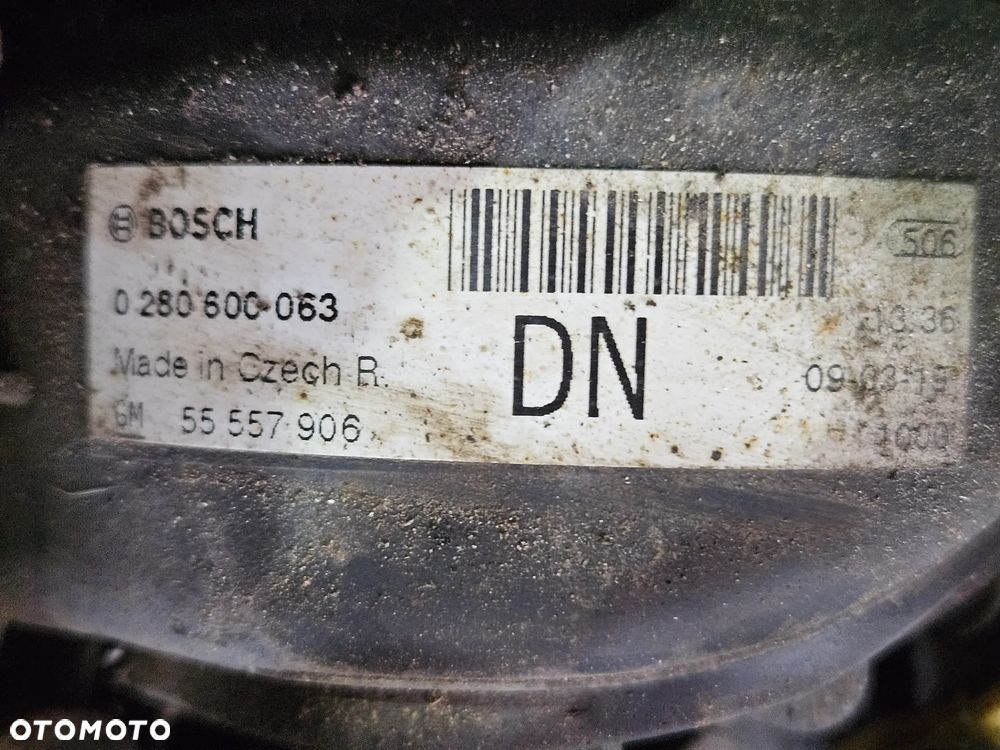 BOSCH
506
0 280 600 063
13:36
Made in Czech R.
DN
09-03-19
GM 55 557 906
1000
OTOMOTO